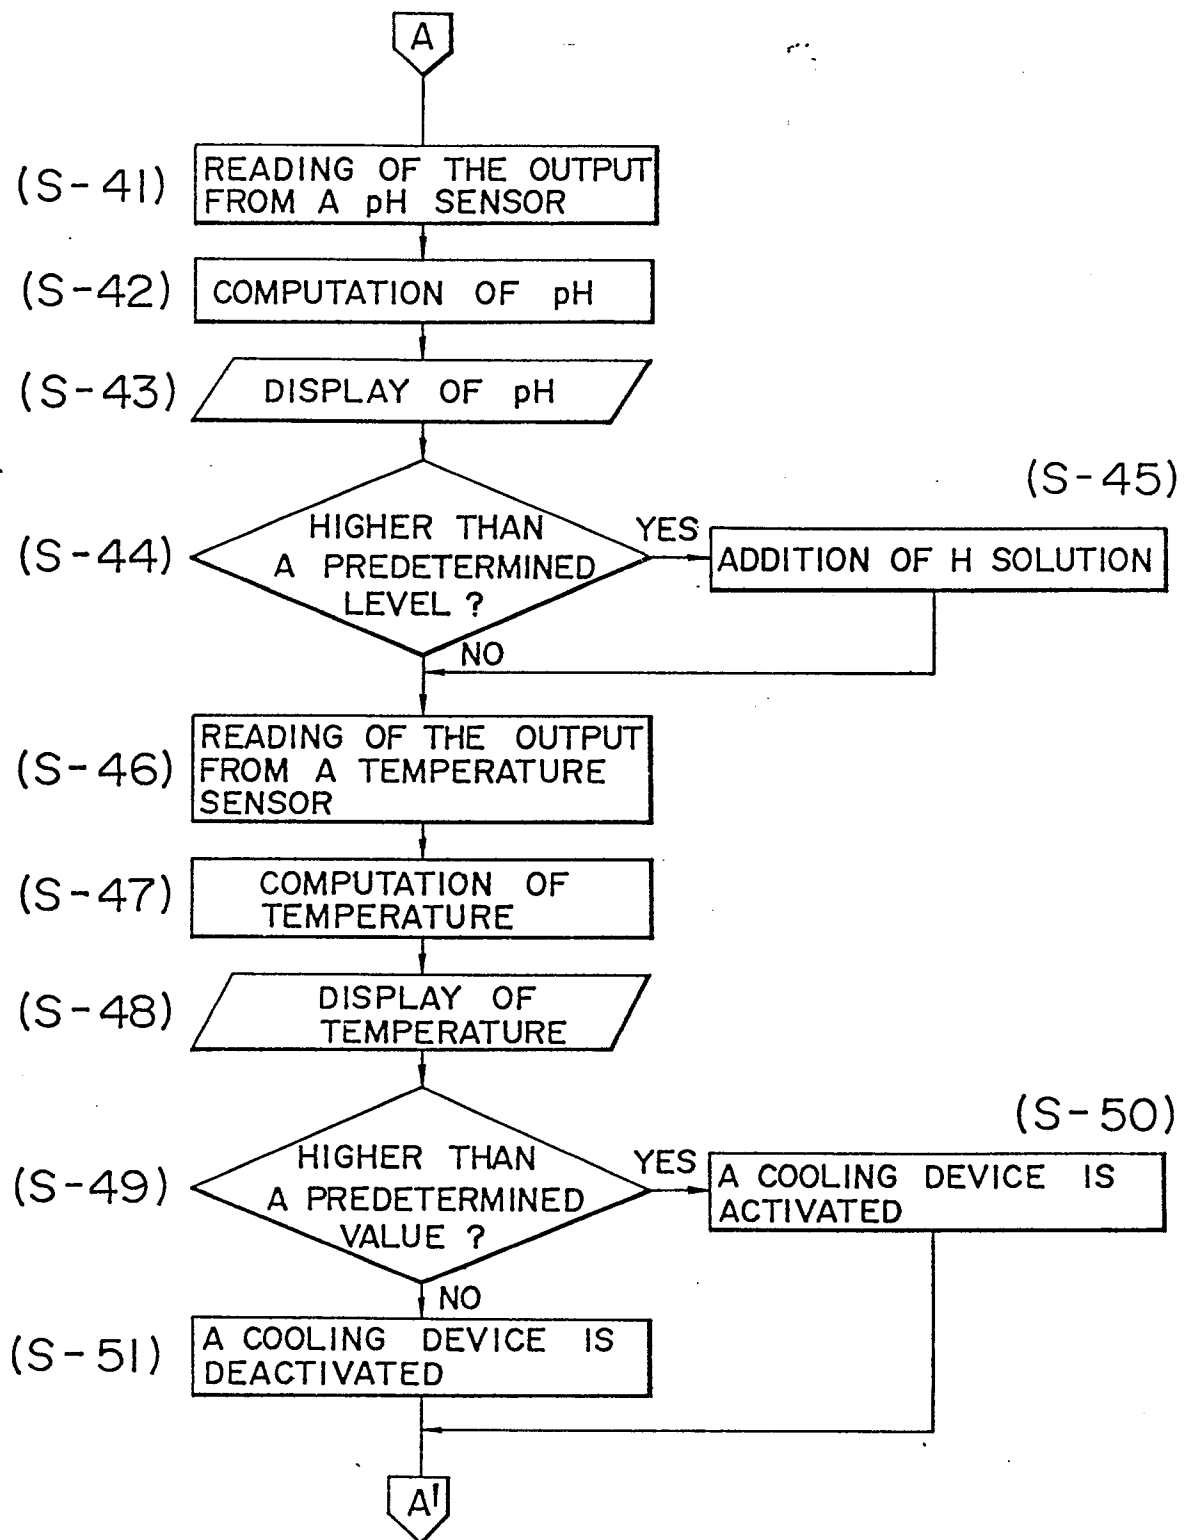 A
(S-41)
READING OF THE OUTPUT
FROM A pH SENSOR
(S-42)
COMPUTATION OF pH
(S-43)
DISPLAY OF pH
(S-44)
HIGHER THAN
A PREDETERMINED
LEVEL ?
YES
(S-45)
ADDITION OF H SOLUTION
NO
(S-46)
READING OF THE OUTPUT
FROM A TEMPERATURE
SENSOR
(S-47)
COMPUTATION OF
TEMPERATURE
(S-48)
DISPLAY OF
TEMPERATURE
(S-49)
HIGHER THAN
A PREDETERMINED
VALUE ?
YES
(S-50)
A COOLING DEVICE IS
ACTIVATED
NO
(S-51)
A COOLING DEVICE IS
DEACTIVATED
A'